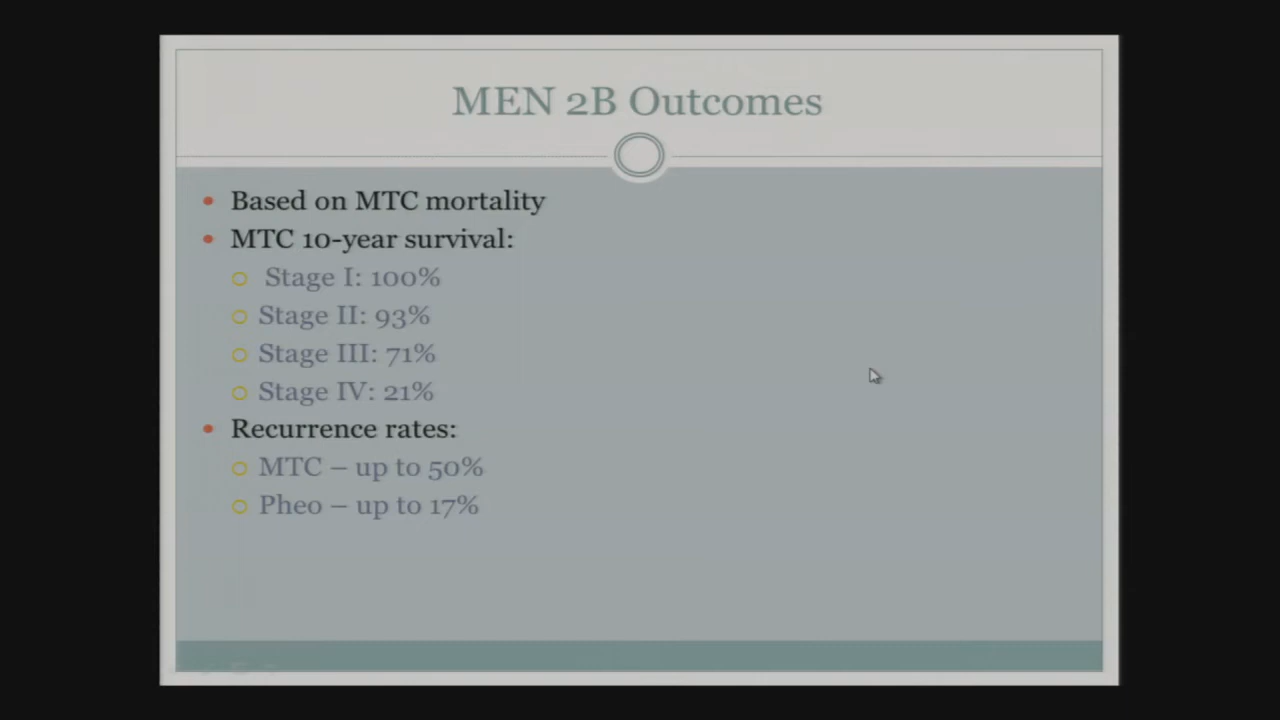 MEN 2B Outcomes
• Based on MTC mortality
• MTC 10-year survival:
○ Stage I: 100%
○ Stage II: 93%
○ Stage III: 71%
○ Stage IV: 21%
• Recurrence rates:
○ MTC – up to 50%
○ Pheo – up to 17%